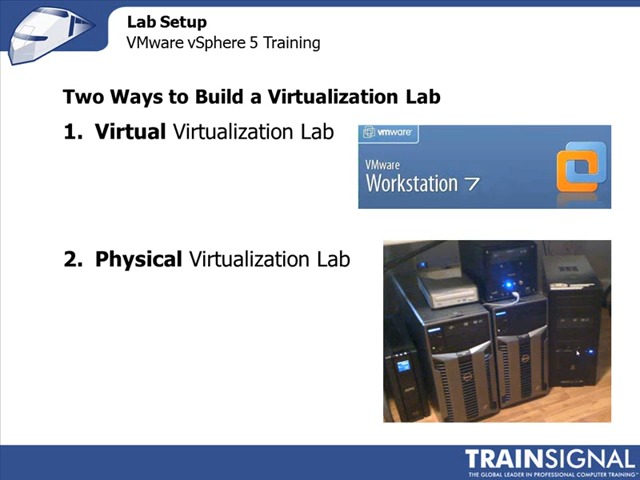 Lab Setup
VMware vSphere 5 Training
Two Ways to Build a Virtualization Lab
1. Virtual Virtualization Lab
vmware
VMware
Workstation 7
2. Physical Virtualization Lab
TRAINSIGNAL
THE GLOBAL LEADER IN PROFESSIONAL COMPUTER TRAINING